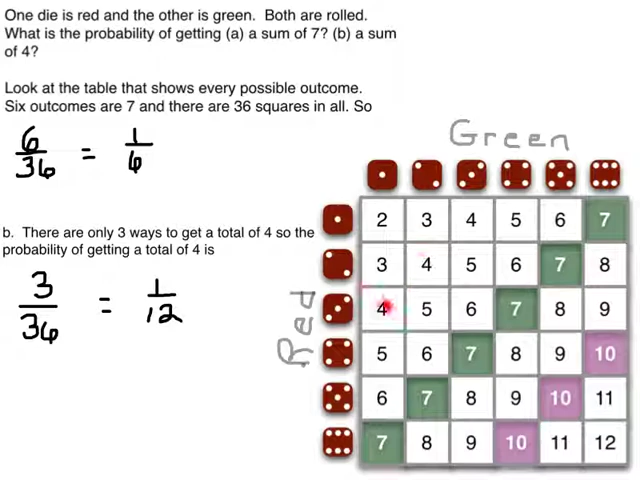 One die is red and the other is green.  Both are rolled.
What is the probability of getting (a) a sum of 7? (b) a sum
of 4?
Look at the table that shows every possible outcome.
Six outcomes are 7 and there are 36 squares in all. So
6/36 = 1/6
b.  There are only 3 ways to get a total of 4 so the
probability of getting a total of 4 is
3/36 = 1/12
Green
Red
2 3 4 5 6 7
3 4 5 6 7 8
4 5 6 7 8 9
5 6 7 8 9 10
6 7 8 9 10 11
7 8 9 10 11 12